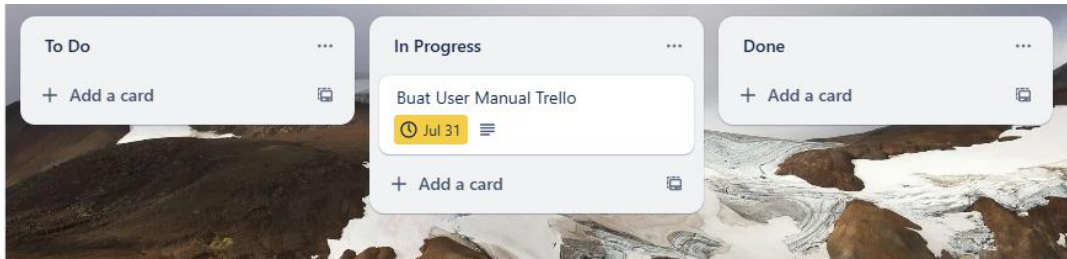 To Do
Add a card
In Progress
Buat User Manual Trello
Jul 31
Add a card
Done
Add a card